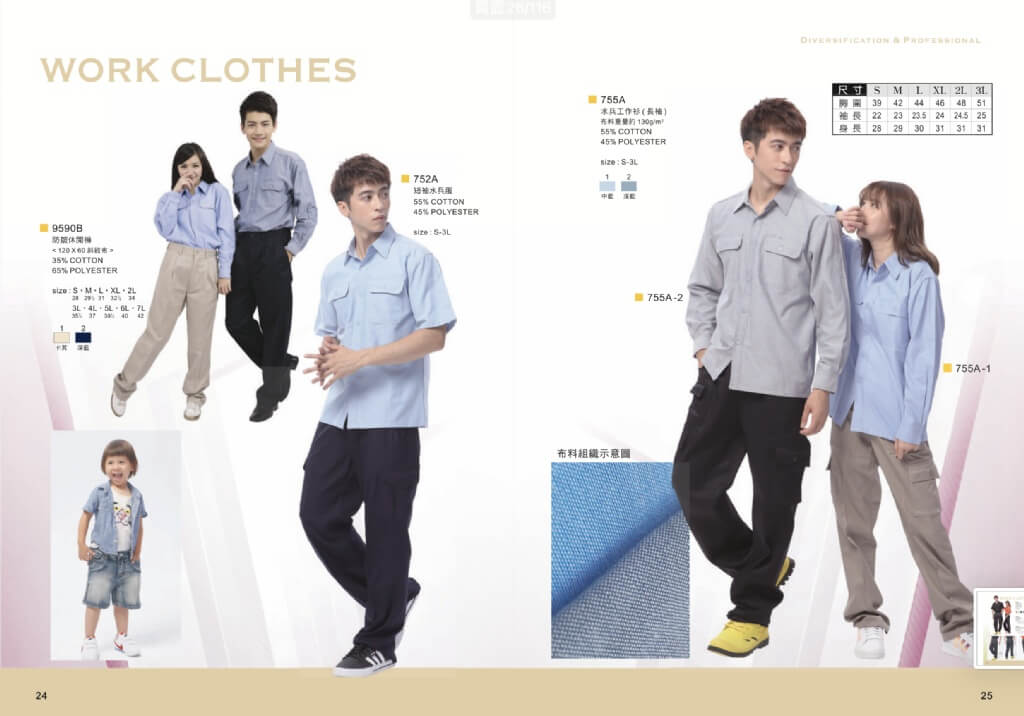 頁面26/116
DIVERSIFICATION & PROFESSIONAL
WORK CLOTHES
9590B
防皺休閒褲
< 120 X 60 斜紋布 >
35% COTTON
65% POLYESTER
size : S・M・L・XL・2L
28 29½ 31 32½ 34
3L・4L・5L・6L・7L
35½ 37 38½ 40 42
1 2
卡其 深藍
752A
短袖水兵服
55% COTTON
45% POLYESTER
size : S-3L
755A
水兵工作衫 ( 長袖 )
布料重量約 130g/m²
55% COTTON
45% POLYESTER
size : S-3L
1 2
中藍 深藍
尺寸 S M L XL 2L 3L
胸圍 39 42 44 46 48 51
袖長 22 23 23.5 24 24.5 25
身長 28 29 30 31 31 31
755A-2
755A-1
布料組織示意圖
24
25